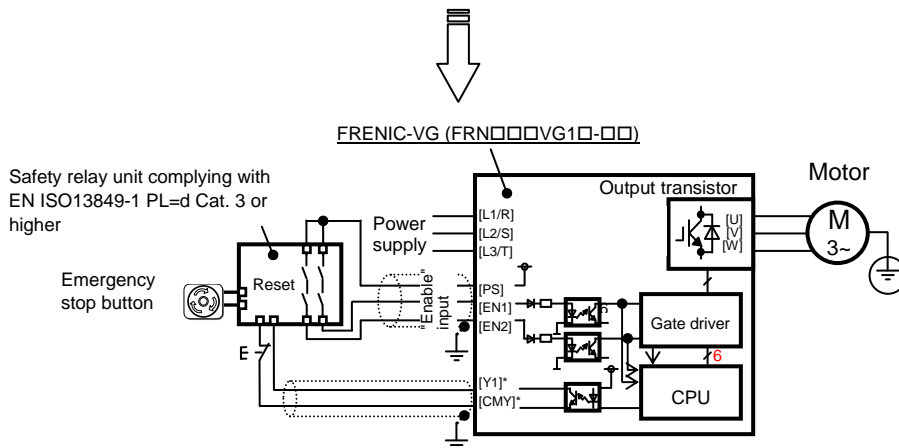 FRENIC-VG (FRN□□□VG1□-□□)
Safety relay unit complying with
EN ISO13849-1 PL=d Cat. 3 or
higher
Power
supply
[L1/R]
[L2/S]
[L3/T]
Output transistor
[U]
[V]
[W]
Motor
M
3~
Emergency
stop button
Reset
"Enable"
input
[PS]
[EN1]
[EN2]
Gate driver
6
CPU
E
[Y1]*
[CMY]*